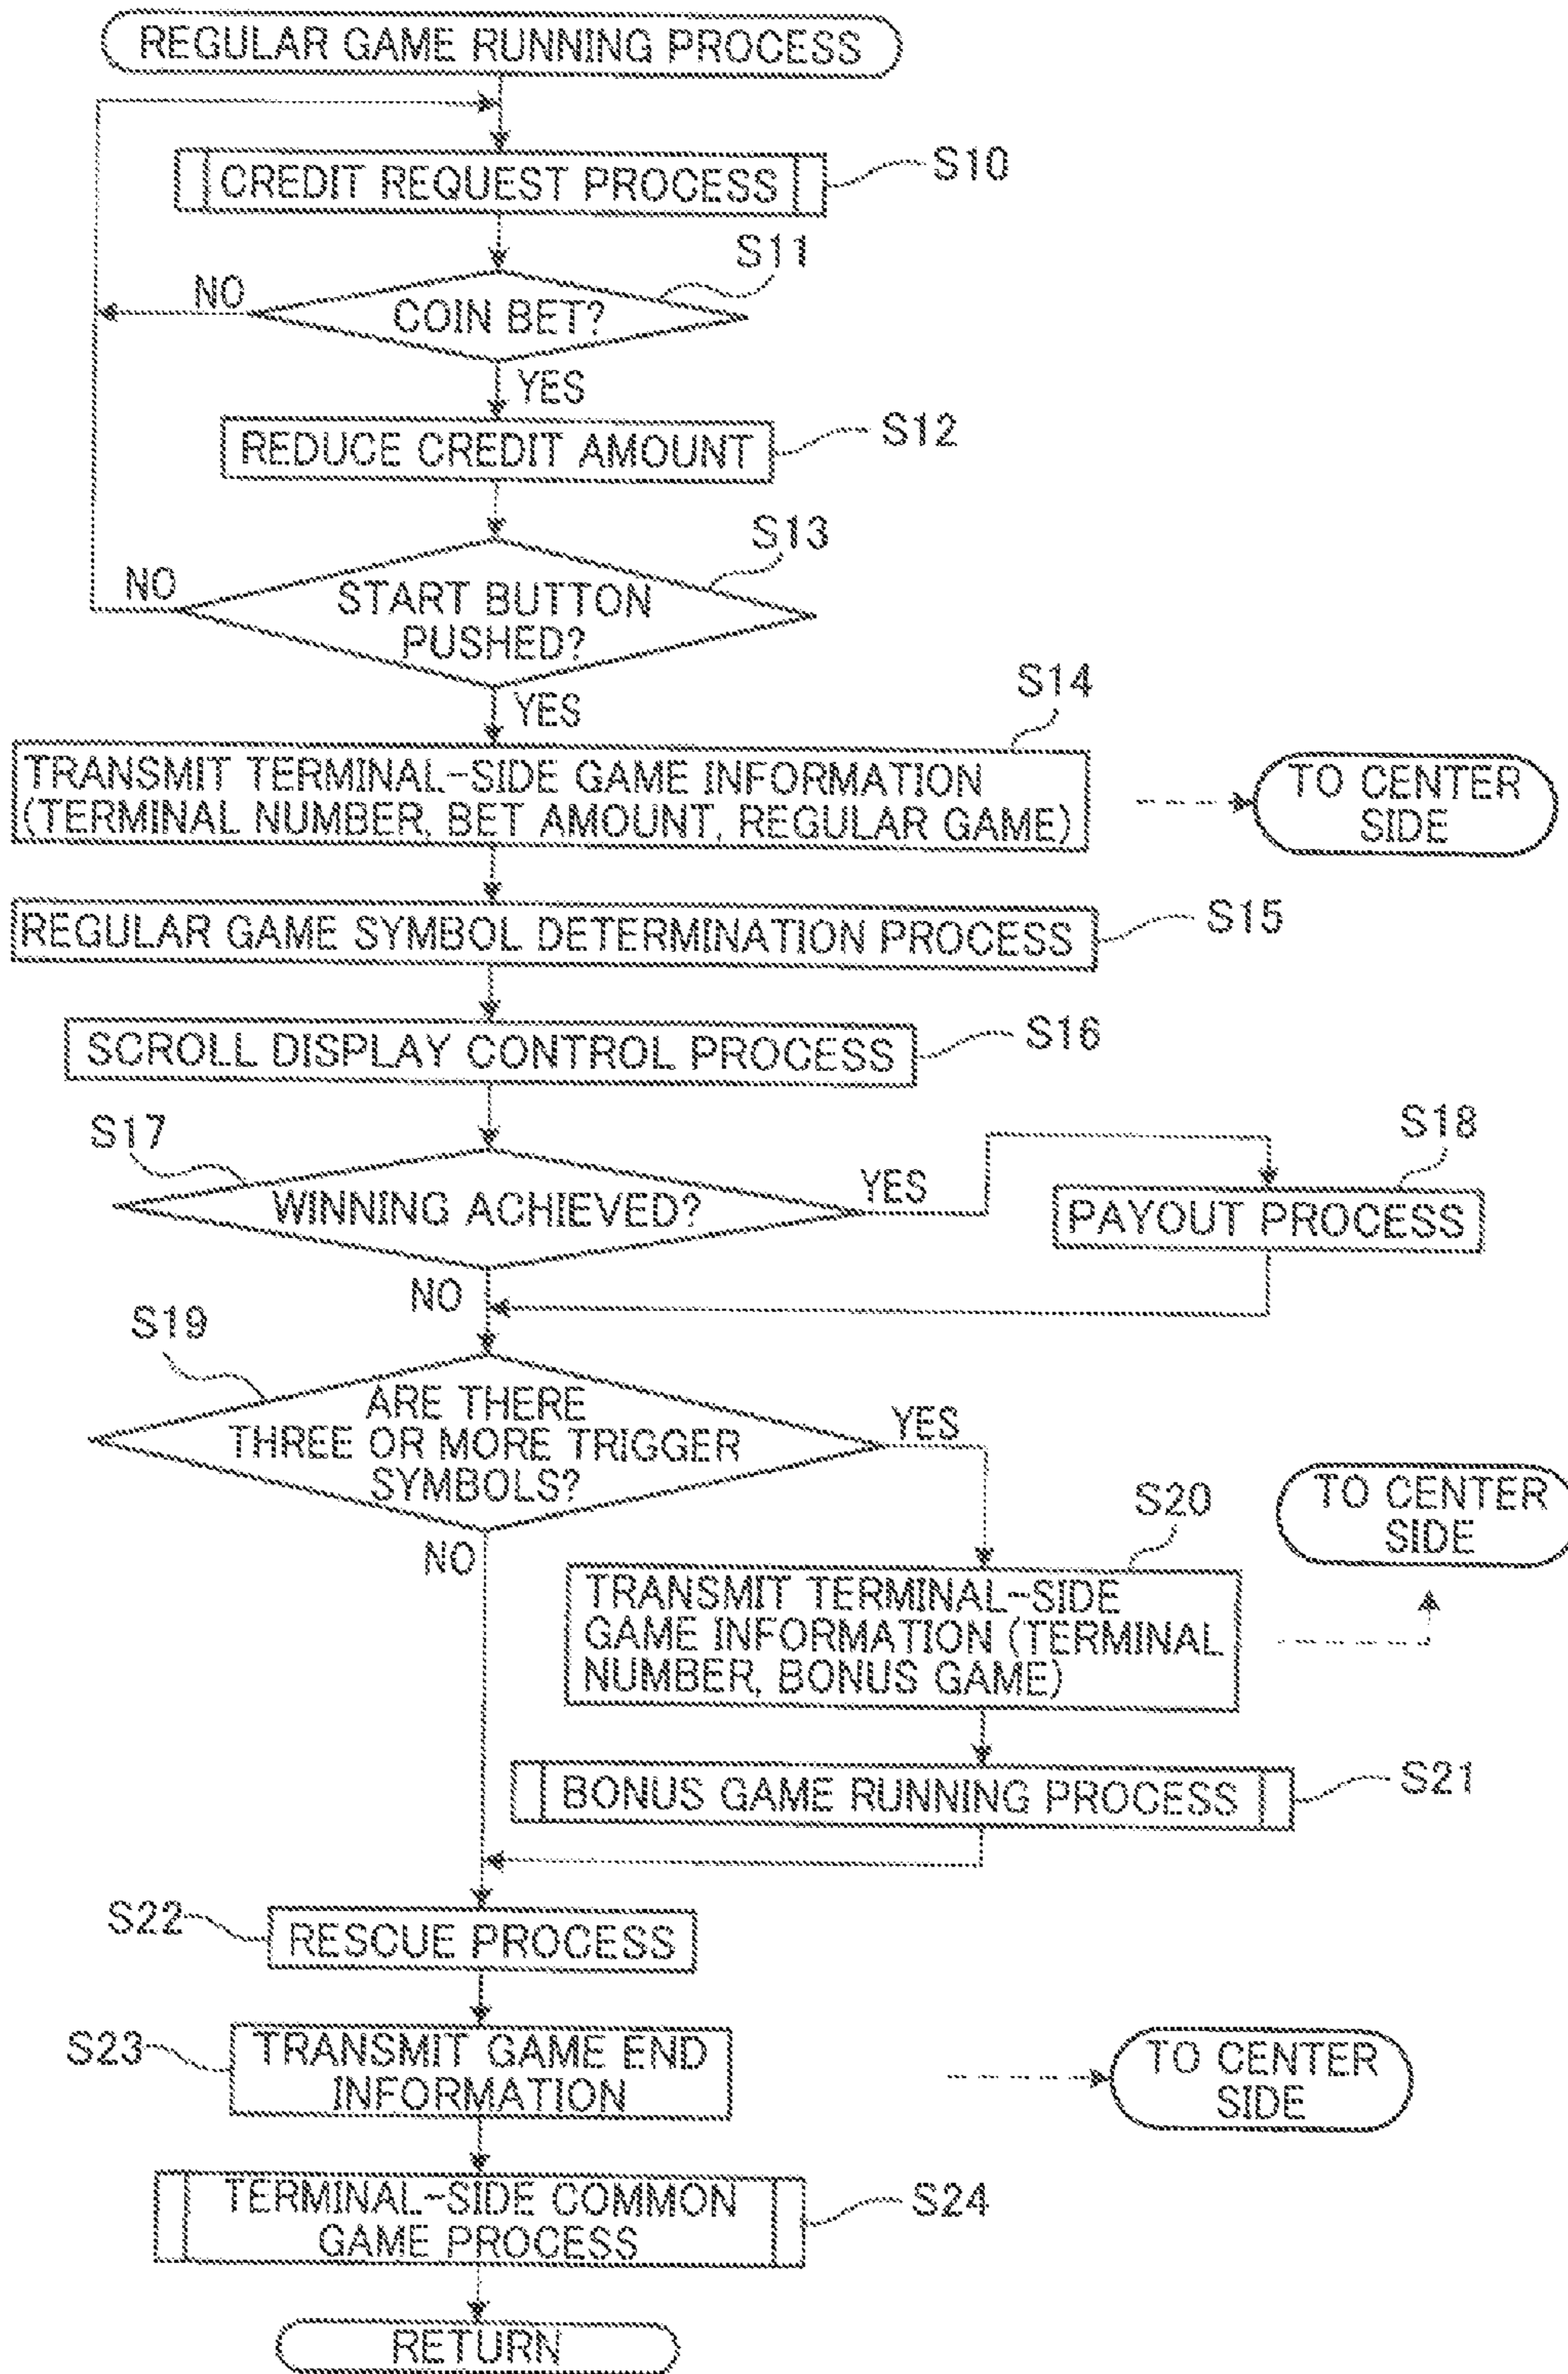 REGULAR GAME RUNNING PROCESS
CREDIT REQUEST PROCESS
S10
S11
NO
COIN BET?
YES
REDUCE CREDIT AMOUNT
S12
S13
NO
START BUTTON
PUSHED?
YES
S14
TRANSMIT TERMINAL-SIDE GAME INFORMATION
(TERMINAL NUMBER, BET AMOUNT, REGULAR GAME)
TO CENTER
SIDE
REGULAR GAME SYMBOL DETERMINATION PROCESS
S15
SCROLL DISPLAY CONTROL PROCESS
S16
S17
WINNING ACHIEVED?
YES
S18
PAYOUT PROCESS
NO
S19
ARE THERE
THREE OR MORE TRIGGER
SYMBOLS?
YES
NO
S20
TRANSMIT TERMINAL-SIDE
GAME INFORMATION (TERMINAL
NUMBER, BONUS GAME)
TO CENTER
SIDE
BONUS GAME RUNNING PROCESS
S21
S22
RESCUE PROCESS
S23
TRANSMIT GAME END
INFORMATION
TO CENTER
SIDE
TERMINAL-SIDE COMMON
GAME PROCESS
S24
RETURN